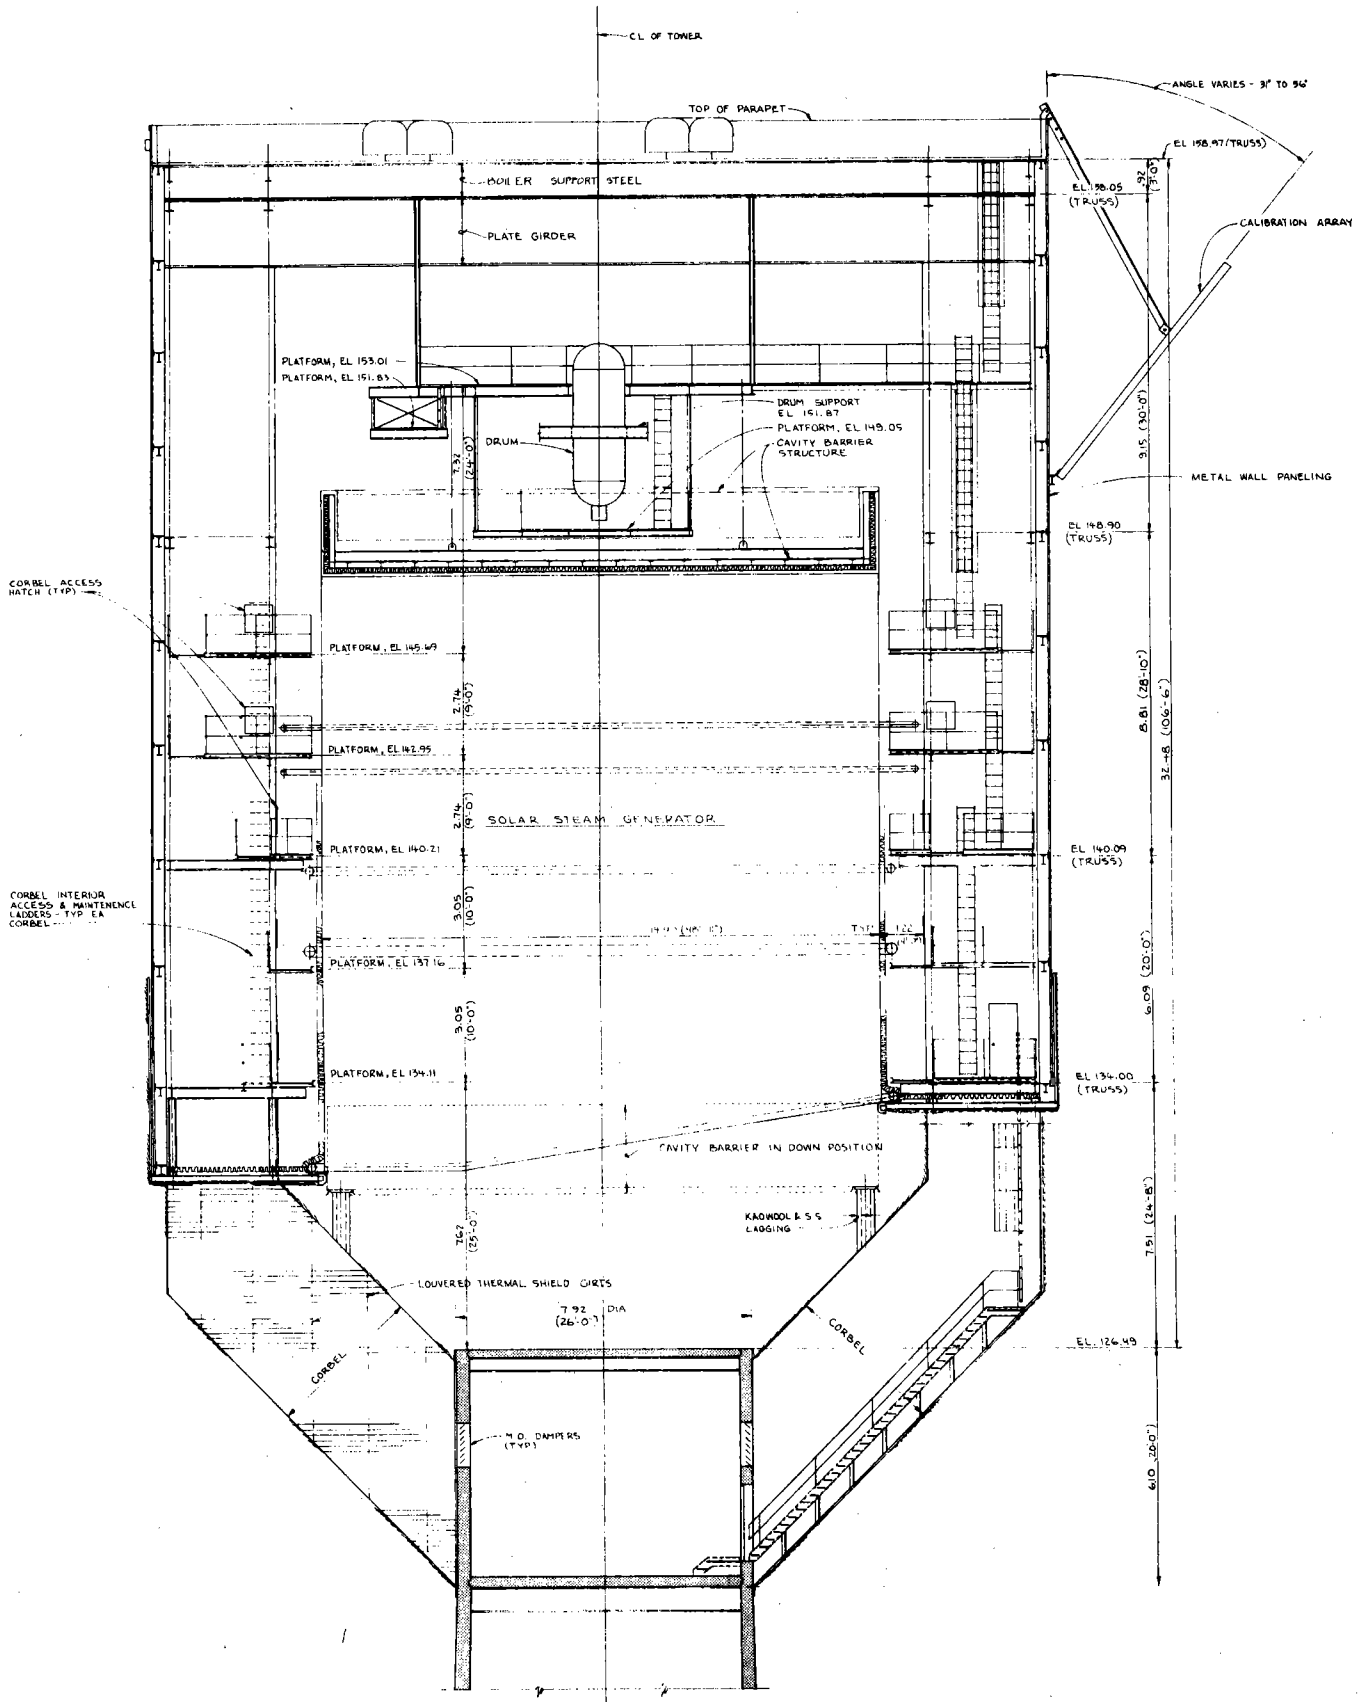 CL OF TOWER
ANGLE VARIES - 31° TO 56°
TOP OF PARAPET
EL 158.97 (TRUSS)
BOILER SUPPORT STEEL
.92
(3'-0")
EL 158.05
(TRUSS)
CALIBRATION ARRAY
PLATE GIRDER
PLATFORM, EL 153.01
PLATFORM, EL 151.83
DRUM SUPPORT
EL 151.87
PLATFORM, EL 149.05
CAVITY BARRIER
STRUCTURE
DRUM
7.32
(24'-0")
9.15 (30'-0")
METAL WALL PANELING
EL 148.90
(TRUSS)
CORBEL ACCESS
HATCH (TYP)
PLATFORM, EL 145.69
2.74
(9'-0")
8.81 (28'-10")
32.48 (106'-6")
PLATFORM, EL 142.95
2.74
(9'-0")
SOLAR STEAM GENERATOR
PLATFORM, EL 140.21
EL 140.09
(TRUSS)
CORBEL INTERIOR
ACCESS & MAINTENENCE
LADDERS - TYP EA
CORBEL
3.05
(10'-0")
TYP
1.22
PLATFORM, EL 137.16
6.09 (20'-0")
3.05
(10'-0")
PLATFORM, EL 134.11
EL 134.00
(TRUSS)
CAVITY BARRIER IN DOWN POSITION
KAOWOOL & S.S.
LAGGING
7.62
(25'-0")
7.51 (24'-8")
LOUVERED THERMAL SHIELD GIRTS
7.92 DIA
(26'-0")
CORBEL
CORBEL
EL. 126.49
M.O. DAMPERS
(TYP)
6.10 (20'-0")